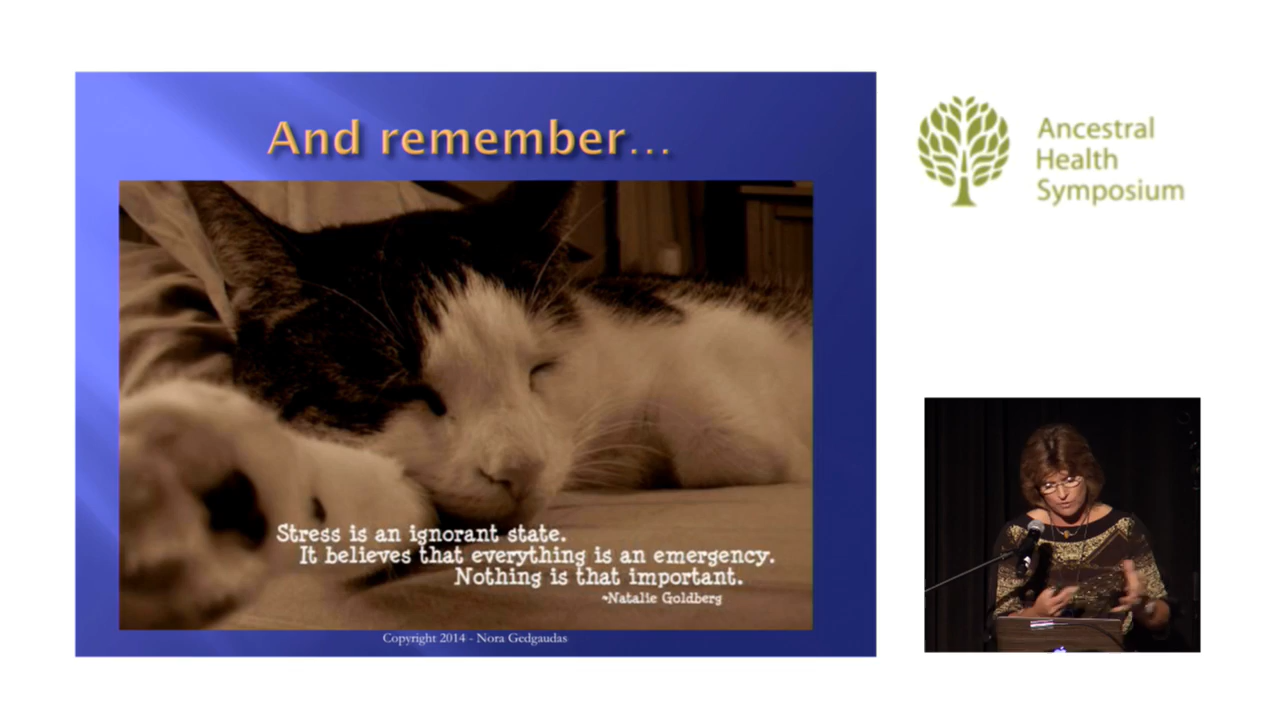 And remember...
Stress is an ignorant state.
It believes that everything is an emergency.
Nothing is that important.
~Natalie Goldberg
Copyright 2014 - Nora Gedgaudas
Ancestral
Health
Symposium